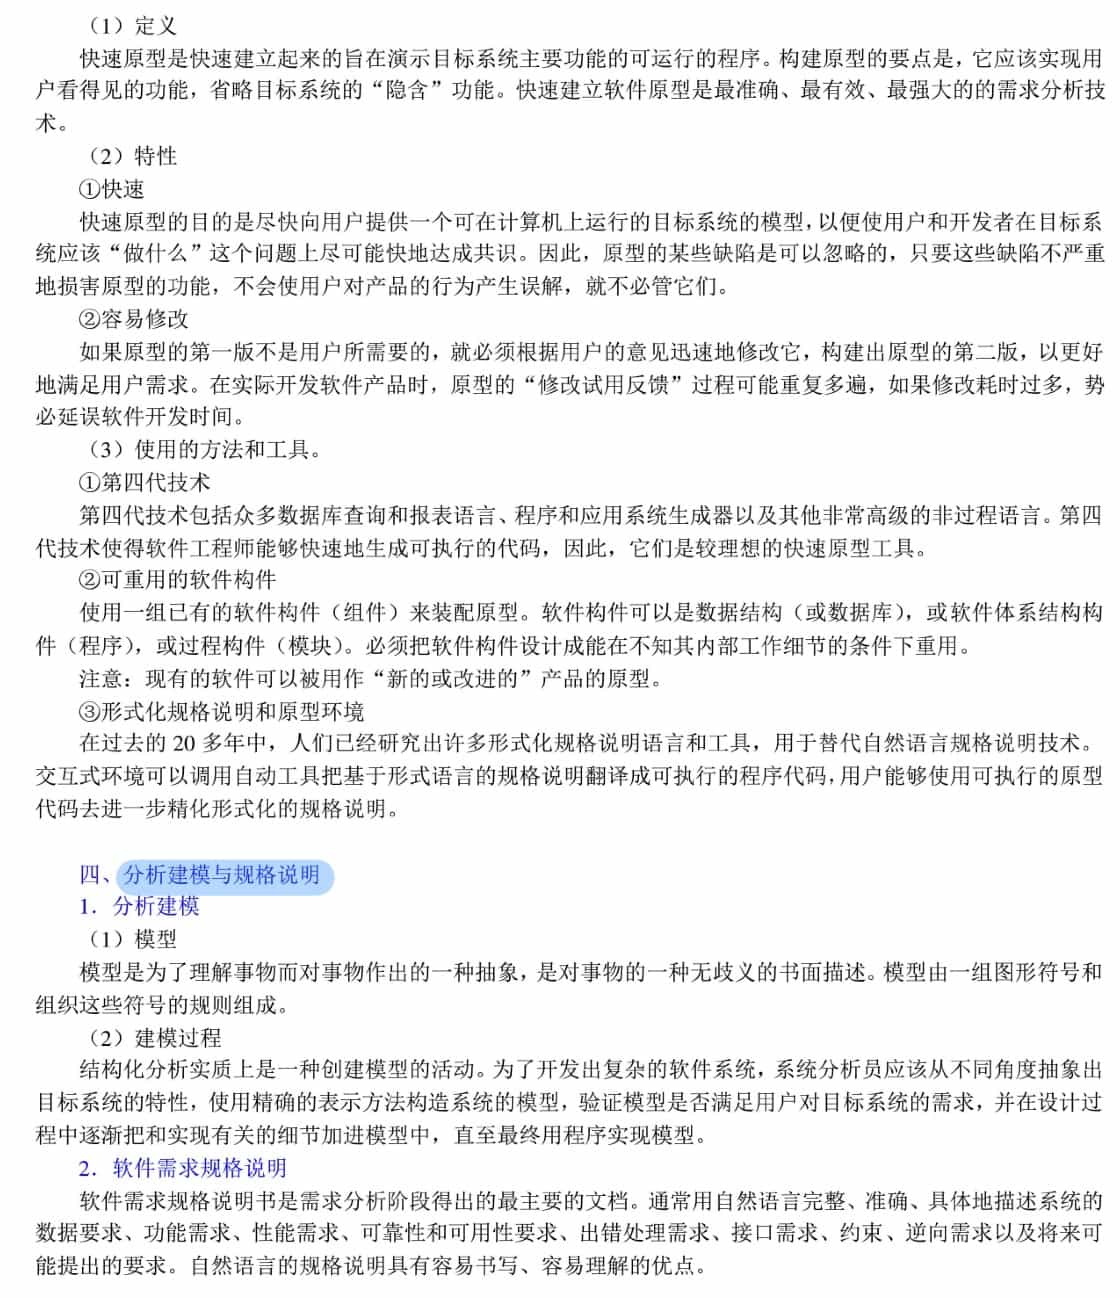 （1）定义
快速原型是快速建立起来的旨在演示目标系统主要功能的可运行的程序。构建原型的要点是，它应该实现用
户看得见的功能，省略目标系统的“隐含”功能。快速建立软件原型是最准确、最有效、最强大的的需求分析技
术。
（2）特性
①快速
快速原型的目的是尽快向用户提供一个可在计算机上运行的目标系统的模型，以便使用户和开发者在目标系
统应该“做什么”这个问题上尽可能快地达成共识。因此，原型的某些缺陷是可以忽略的，只要这些缺陷不严重
地损害原型的功能，不会使用户对产品的行为产生误解，就不必管它们。
②容易修改
如果原型的第一版不是用户所需要的，就必须根据用户的意见迅速地修改它，构建出原型的第二版，以更好
地满足用户需求。在实际开发软件产品时，原型的“修改试用反馈”过程可能重复多遍，如果修改耗时过多，势
必延误软件开发时间。
（3）使用的方法和工具。
①第四代技术
第四代技术包括众多数据库查询和报表语言、程序和应用系统生成器以及其他非常高级的非过程语言。第四
代技术使得软件工程师能够快速地生成可执行的代码，因此，它们是较理想的快速原型工具。
②可重用的软件构件
使用一组已有的软件构件（组件）来装配原型。软件构件可以是数据结构（或数据库），或软件体系结构构
件（程序），或过程构件（模块）。必须把软件构件设计成能在不知其内部工作细节的条件下重用。
注意：现有的软件可以被用作“新的或改进的”产品的原型。
③形式化规格说明和原型环境
在过去的 20 多年中，人们已经研究出许多形式化规格说明语言和工具，用于替代自然语言规格说明技术。
交互式环境可以调用自动工具把基于形式语言的规格说明翻译成可执行的程序代码，用户能够使用可执行的原型
代码去进一步精化形式化的规格说明。
四、分析建模与规格说明
1．分析建模
（1）模型
模型是为了理解事物而对事物作出的一种抽象，是对事物的一种无歧义的书面描述。模型由一组图形符号和
组织这些符号的规则组成。
（2）建模过程
结构化分析实质上是一种创建模型的活动。为了开发出复杂的软件系统，系统分析员应该从不同角度抽象出
目标系统的特性，使用精确的表示方法构造系统的模型，验证模型是否满足用户对目标系统的需求，并在设计过
程中逐渐把和实现有关的细节加进模型中，直至最终用程序实现模型。
2．软件需求规格说明
软件需求规格说明书是需求分析阶段得出的最主要的文档。通常用自然语言完整、准确、具体地描述系统的
数据要求、功能需求、性能需求、可靠性和可用性要求、出错处理需求、接口需求、约束、逆向需求以及将来可
能提出的要求。自然语言的规格说明具有容易书写、容易理解的优点。